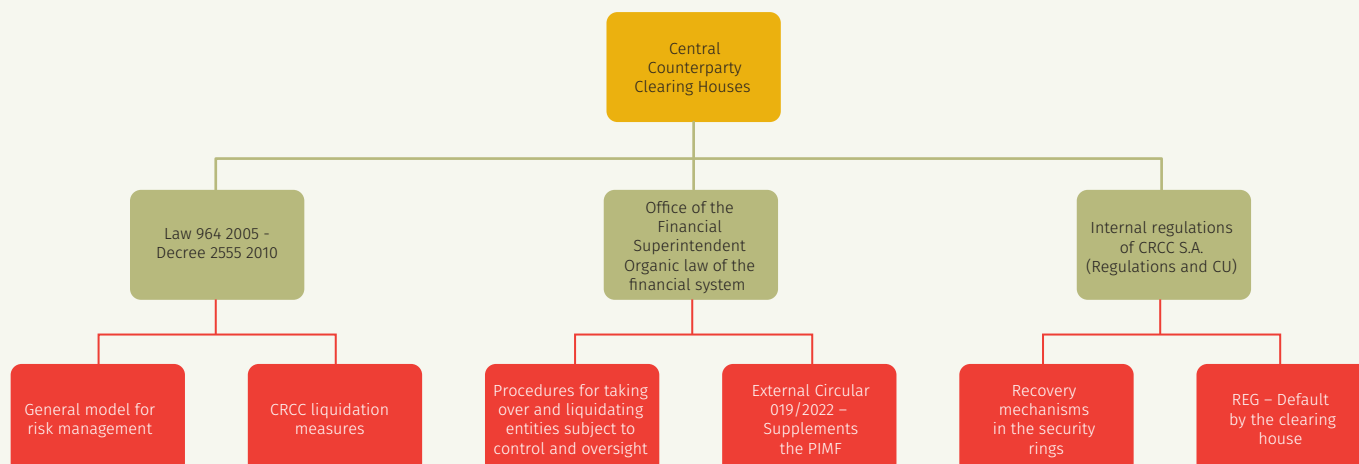 Central
Counterparty
Clearing Houses
Law 964 2005 -
Decree 2555 2010
Office of the
Financial
Superintendent
Organic law of the
financial system
Internal regulations
of CRCC S.A.
(Regulations and CU)
General model for
risk management
CRCC liquidation
measures
Procedures for taking
over and liquidating
entities subject to
control and oversight
External Circular
019/2022 –
Supplements
the PIMF
Recovery
mechanisms
in the security
rings
REG – Default
by the clearing
house